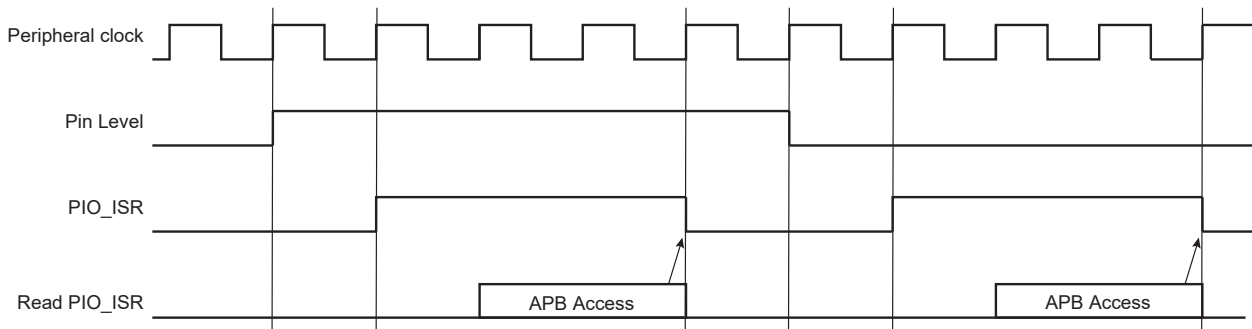 Peripheral clock
Pin Level
PIO_ISR
Read PIO_ISR
APB Access
APB Access